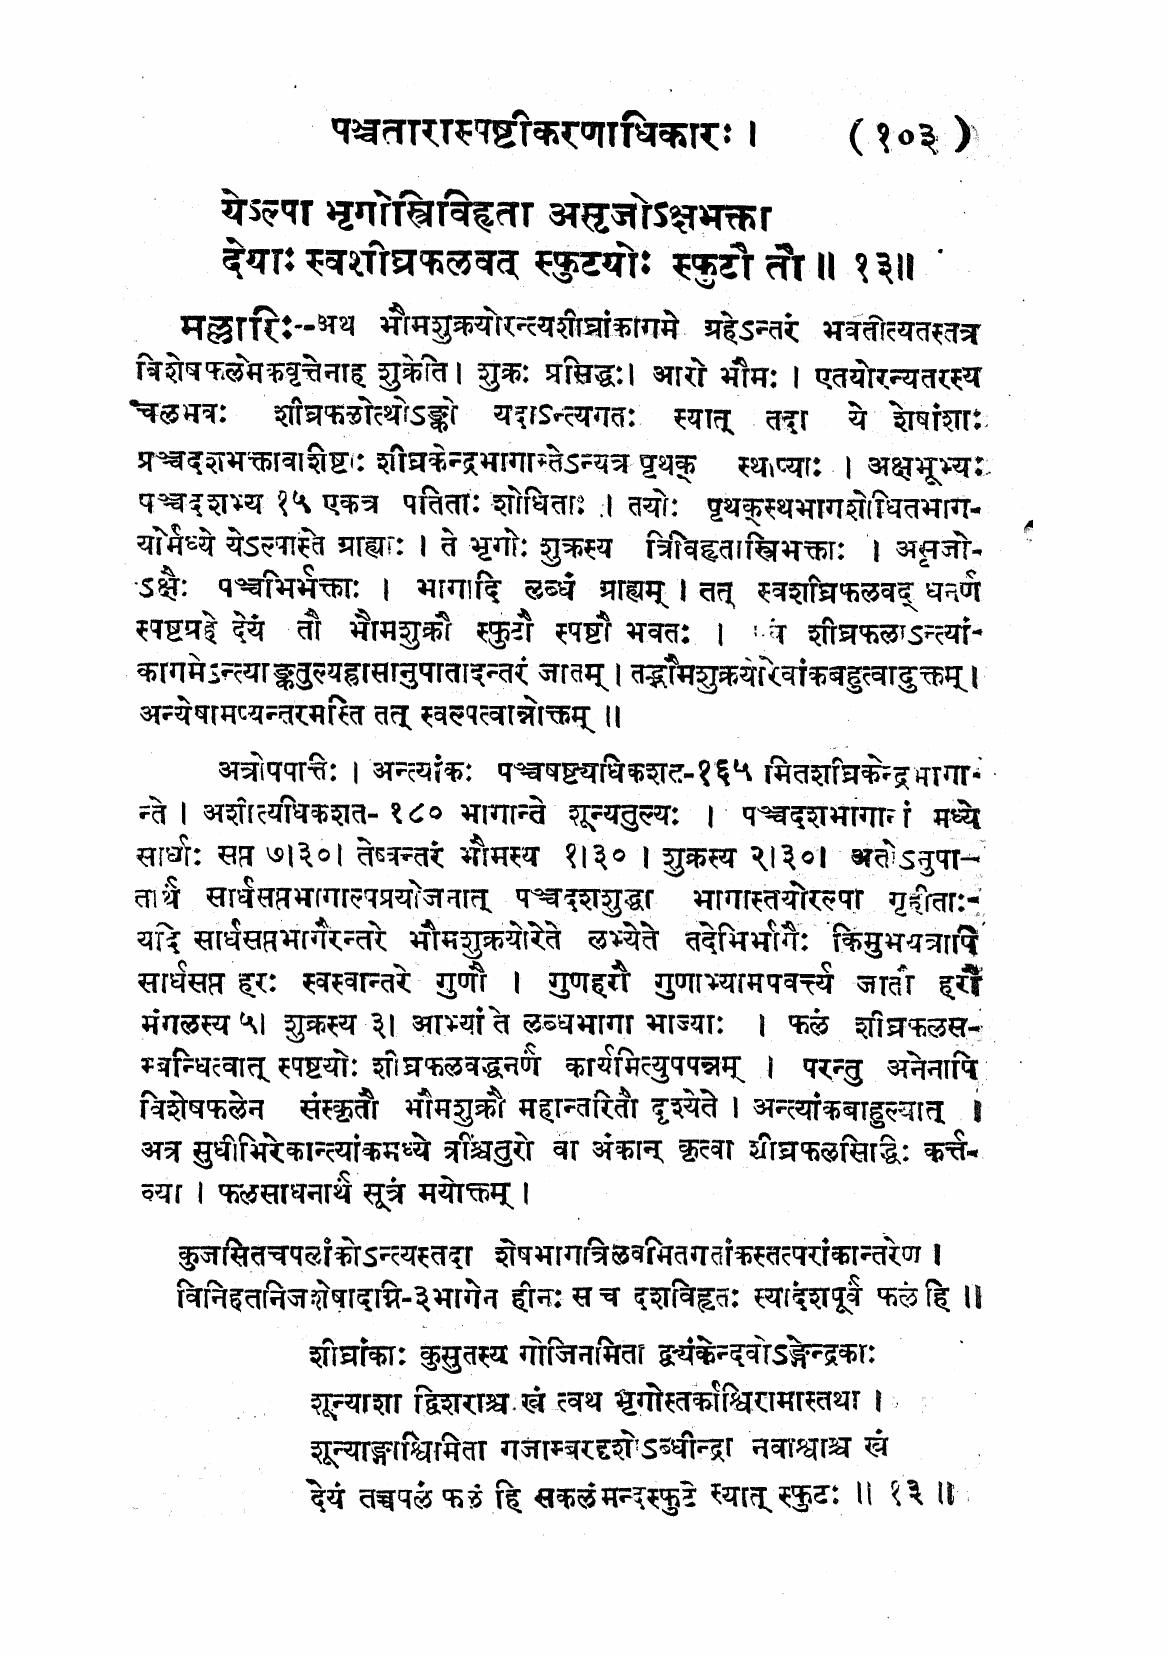 पञ्चतारास्पष्टीकरणाधिकारः । (१०३)
येऽल्पा भृगोस्त्रिविहृता असृजोऽक्षभक्ता
देयाः स्वशीघ्रफलवत् स्फुटयोः स्फुटौ तौ ॥ १३॥
मल्लारिः--अथ भौमशुक्रयोरन्त्यशीघ्रांकागमे ग्रहेऽन्तरं भवतीत्यतस्तत्र
विशेषफलमेकवृत्तेनाह शुक्रेति । शुक्रः प्रसिद्धः । आरो भौमः । एतयोरन्यतरस्य
चलभवः शीघ्रफलोत्थोऽङ्को यदाऽन्त्यगतः स्यात् तदा ये शेषांशाः
पञ्चदशभक्तावाशिष्टाः शीघ्रकेन्द्रभागास्तेऽन्यत्र पृथक् स्थाप्याः । अक्षभूभ्यः
पञ्चदशभ्य १५ एकत्र पतिताः शोधिताः । तयोः पृथक्स्थभागशोधितभाग-
योर्मध्ये येऽल्पास्ते ग्राह्याः । ते भृगोः शुक्रस्य त्रिविहृतास्त्रिभक्ताः । असृजो-
ऽक्षैः पञ्चभिर्भक्ताः । भागादि लब्धं ग्राह्यम् । तत् स्वशीघ्रफलवद् धनर्णं
स्पष्टग्रहे देयं तौ भौमशुक्रौ स्फुटौ स्पष्टौ भवतः । एवं शीघ्रफलाऽन्त्यां-
कागमेऽन्त्याङ्कतुल्यह्रासानुपातादन्तरं जातम् । तद्भौमशुक्रयोरेवांकबहुत्वादुक्तम् ।
अन्येषामप्यन्तरमस्ति तत् स्वल्पत्वान्नोक्तम् ॥
अत्रोपपत्तिः । अन्त्यांकः पञ्चषष्ट्यधिकशत-१६५ मितशीघ्रकेन्द्रभागा-
न्ते । अशीत्यधिकशत- १८० भागान्ते शून्यतुल्यः । पञ्चदशभागानां मध्ये
सार्धाः सप्त ७।३०। तेष्वन्तरं भौमस्य १।३० । शुक्रस्य २।३०। अतोऽनुपा-
तार्थं सार्धसप्तभागाल्पप्रयोजनात् पञ्चदशशुद्धा भागास्तयोरल्पा गृहीताः-
यदि सार्धसप्तभागैरन्तरे भौमशुक्रयोरेते लभ्येते तदेभिर्भागैः किमुभयत्रापि
सार्धसप्त हरः स्वस्वान्तरे गुणौ । गुणहरौ गुणाभ्यामपवर्त्त्य जातौ हरौ
मंगलस्य ५। शुक्रस्य ३। आभ्यां ते लब्धभागा भाज्याः । फलं शीघ्रफलस-
म्बन्धित्वात् स्पष्टयोः शीघ्रफलवद्धनर्णं कार्यमित्युपपन्नम् । परन्तु अनेनापि
विशेषफलेन संस्कृतौ भौमशुक्रौ महान्तरितौ दृश्येते । अन्त्यांकबाहुल्यात् ।
अत्र सुधीभिरेकान्त्यांकमध्ये त्रींश्चतुरो वा अंकान् कृत्वा शीघ्रफलसिद्धिः कर्त्त-
व्या । फलसाधनार्थं सूत्रं मयोक्तम् ।
कुजसितचपलांकोऽन्त्यस्तदा शेषभागत्रिलवमितगतांकस्तत्परांकान्तरेण ।
विनिहतनिजशेषादग्नि-३भागेन हीनः स च दशविहृतः स्यादंशपूर्वं फलं हि ॥
शीघ्रांकाः कुसुतस्य गोजिनमिता द्व्यंकेन्दवोऽङ्गेन्द्रकाः
शून्याशा द्विशराश्च खं त्वथ भृगोस्तर्काश्विरामास्तथा ।
शून्याङ्गाश्विमिता गजाम्बरदृशोऽब्धीन्द्रा नवाश्वाश्च खं
देयं तच्चपलं फलं हि सकलं मन्दस्फुटे स्यात् स्फुटः ॥ १३ ॥